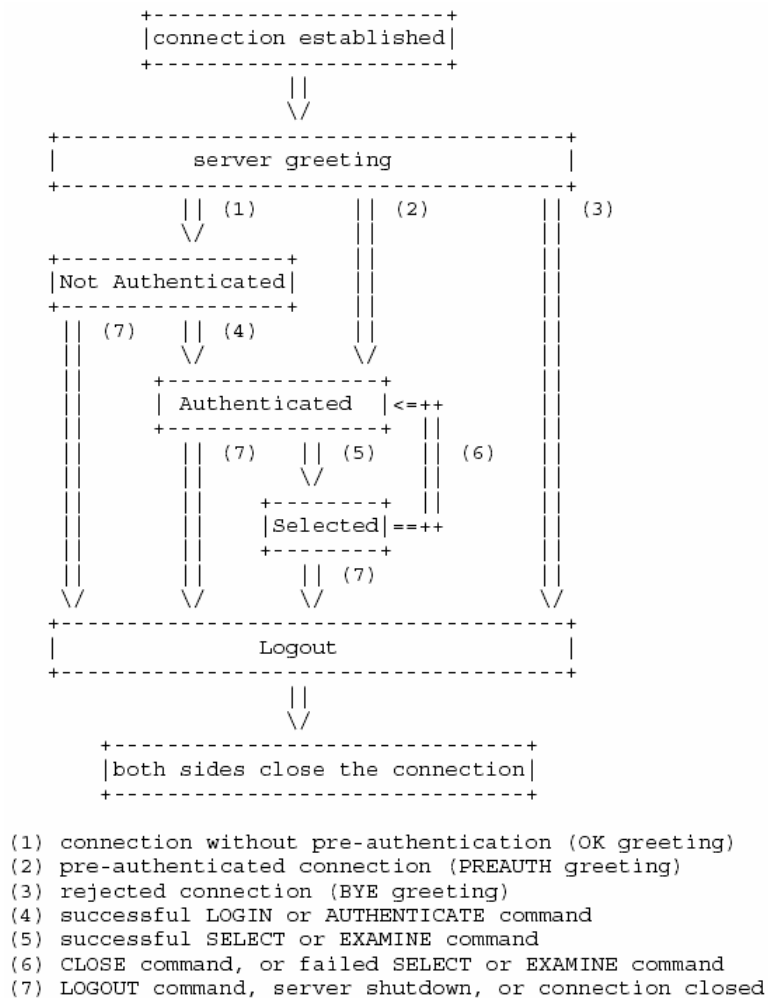 +---------------------+
|connection established|
+---------------------+
||
\/
+---------------------------------------+
| server greeting |
+---------------------------------------+
|| (1) || (2) || (3)
\/ || ||
+------------------+ || ||
|Not Authenticated| || ||
+------------------+ || ||
|| (7) || (4) || ||
|| \/ \/ ||
|| +----------------+ ||
|| | Authenticated |<=++ ||
|| +----------------+ || ||
|| || (7) || (5) || (6) ||
|| || \/ || ||
|| || +--------+ || ||
|| || |Selected|==++ ||
|| || +--------+ ||
|| || || (7) ||
\/ \/ \/ \/
+---------------------------------------+
| Logout |
+---------------------------------------+
||
\/
+--------------------------------+
|both sides close the connection|
+--------------------------------+
(1) connection without pre-authentication (OK greeting)
(2) pre-authenticated connection (PREAUTH greeting)
(3) rejected connection (BYE greeting)
(4) successful LOGIN or AUTHENTICATE command
(5) successful SELECT or EXAMINE command
(6) CLOSE command, or failed SELECT or EXAMINE command
(7) LOGOUT command, server shutdown, or connection closed